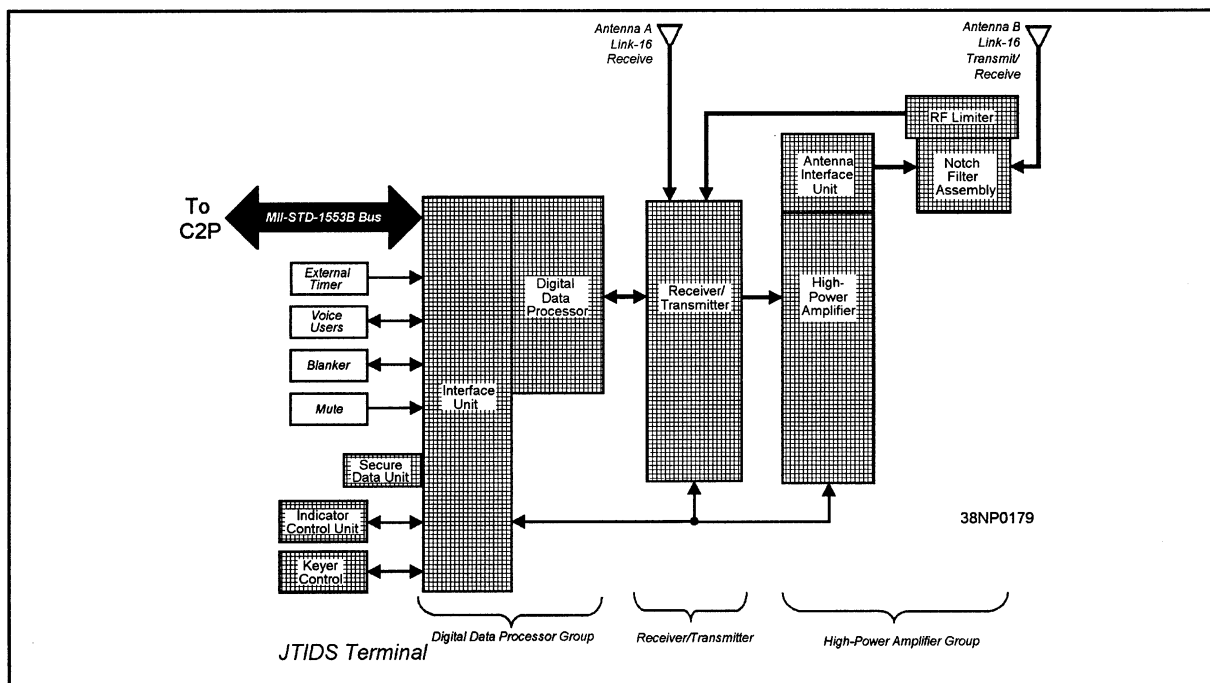 Antenna A
Link-16
Receive
Antenna B
Link-16
Transmit/
Receive
RF Limiter
Antenna
Interface
Unit
Notch
Filter
Assembly
To
C2P
MIl-STD-1553B Bus
External
Timer
Voice
Users
Blanker
Mute
Digital
Data
Processor
Receiver/
Transmitter
High-
Power
Amplifier
Interface
Unit
Secure
Data Unit
Indicator
Control Unit
Keyer
Control
38NP0179
Digital Data Processor Group
Receiver/Transmitter
High-Power Amplifier Group
JTIDS Terminal